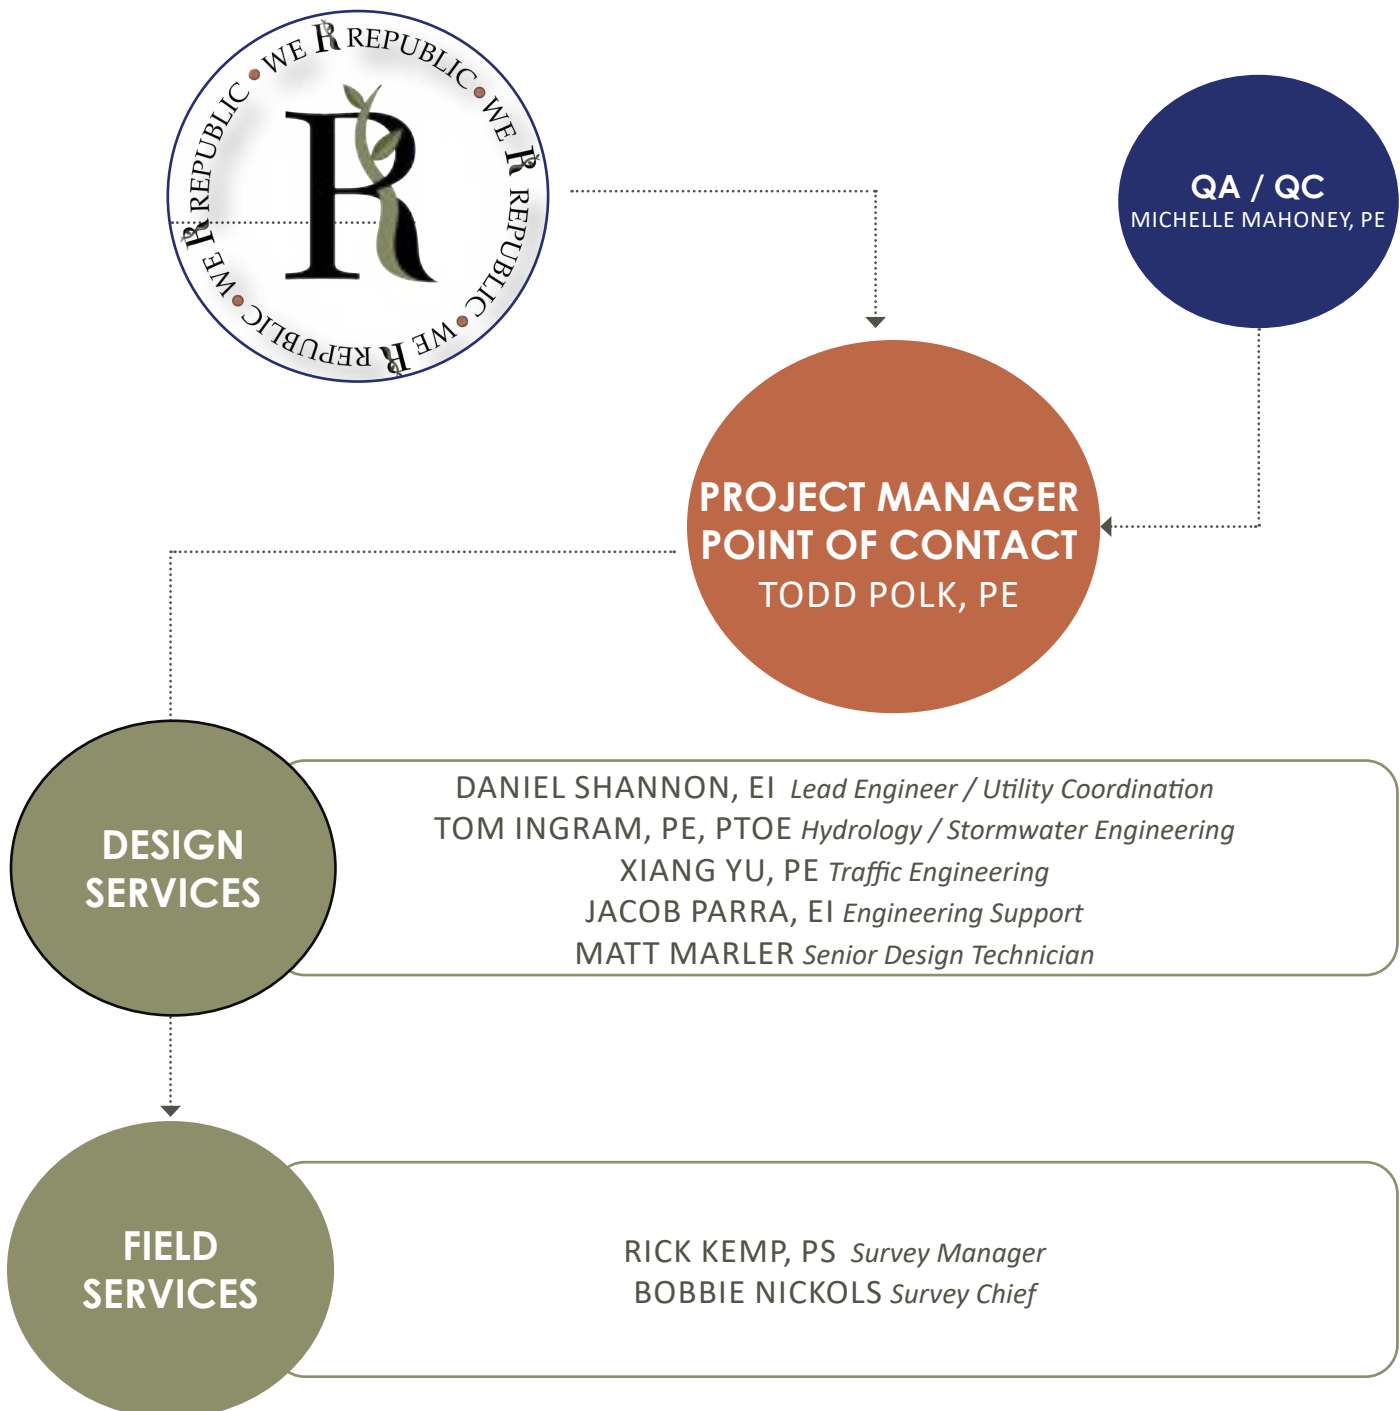 WE R REPUBLIC • WE R REPUBLIC • WE R REPUBLIC • WE R REPUBLIC •
R
QA / QC
MICHELLE MAHONEY, PE
PROJECT MANAGER
POINT OF CONTACT
TODD POLK, PE
DESIGN
SERVICES
DANIEL SHANNON, EI Lead Engineer / Utility Coordination
TOM INGRAM, PE, PTOE Hydrology / Stormwater Engineering
XIANG YU, PE Traffic Engineering
JACOB PARRA, EI Engineering Support
MATT MARLER Senior Design Technician
FIELD
SERVICES
RICK KEMP, PS Survey Manager
BOBBIE NICKOLS Survey Chief